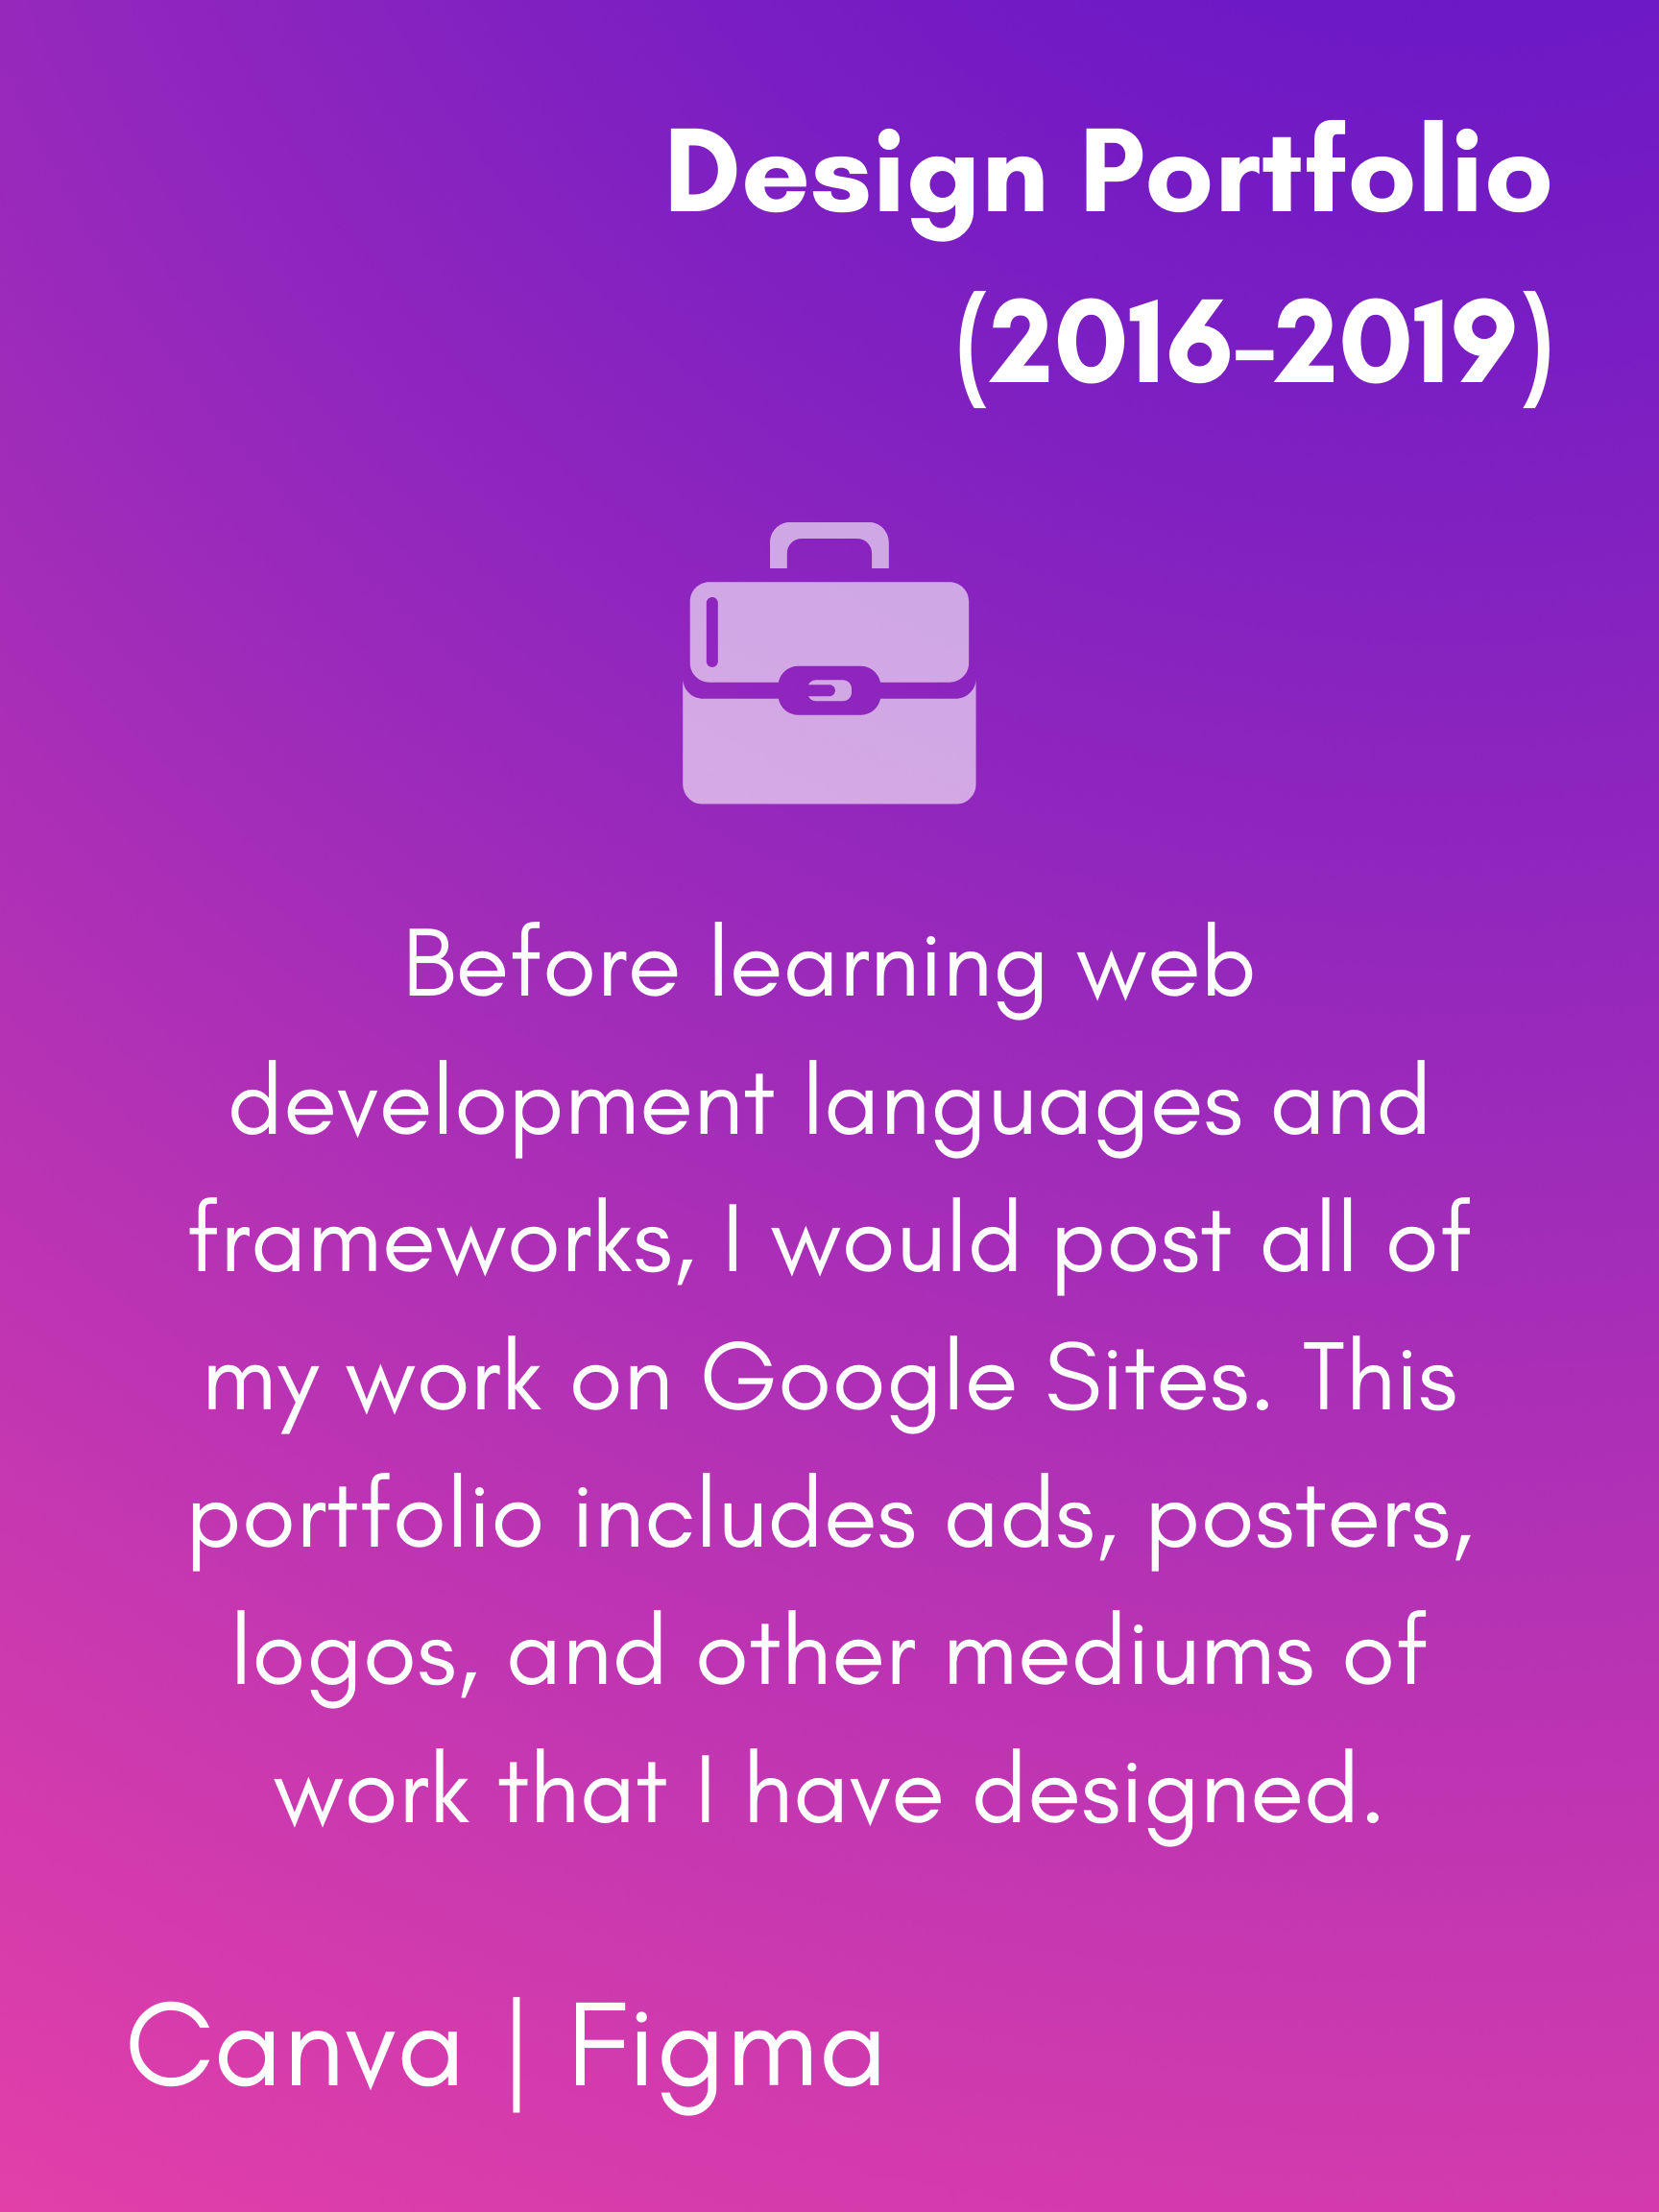 Design Portfolio
(2016-2019)
Before learning web
development languages and
frameworks, I would post all of
my work on Google Sites. This
portfolio includes ads, posters,
logos, and other mediums of
work that I have designed.
Canva | Figma